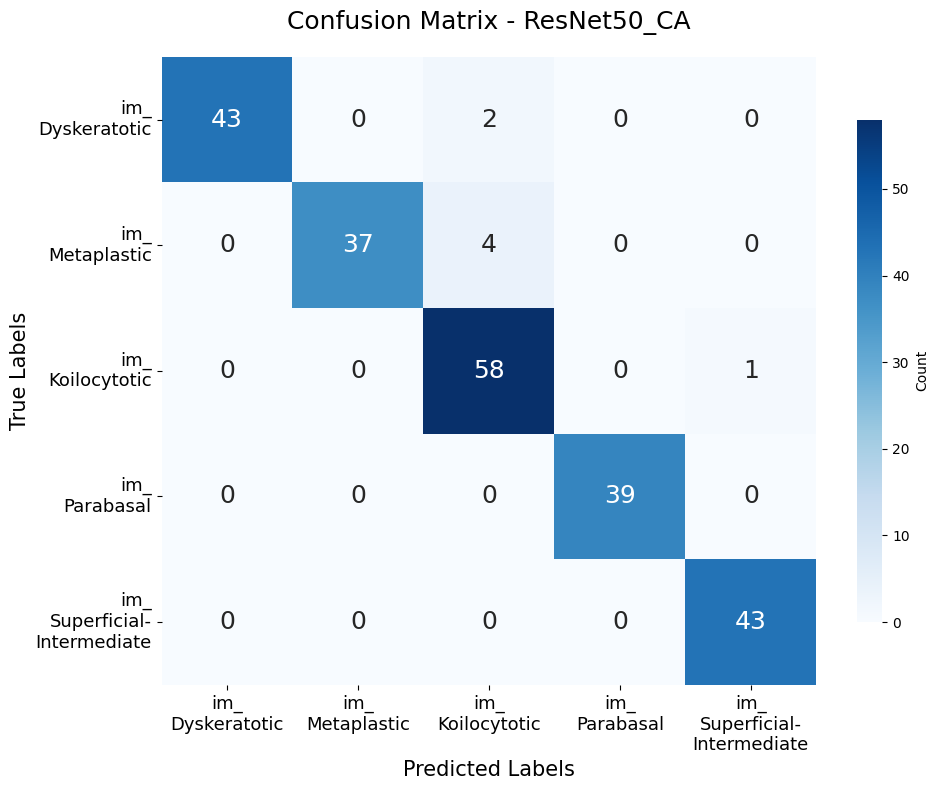 Confusion Matrix - ResNet50_CA
True Labels
im_
Dyskeratotic
43 0 2 0 0
im_
Metaplastic
0 37 4 0 0
im_
Koilocytotic
0 0 58 0 1
im_
Parabasal
0 0 0 39 0
im_
Superficial-
Intermediate
0 0 0 0 43
im_
Dyskeratotic
im_
Metaplastic
im_
Koilocytotic
im_
Parabasal
im_
Superficial-
Intermediate
Predicted Labels
50
40
30
20
10
0
Count